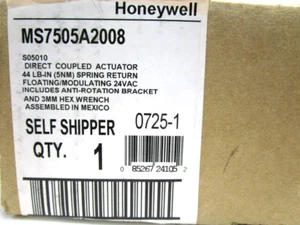 Honeywell
MS7505A2008
S05010
DIRECT COUPLED ACTUATOR
44 LB-IN (5NM) SPRING RETURN
FLOATING/MODULATING 24VAC
INCLUDES ANTI-ROTATION BRACKET
AND 3MM HEX WRENCH
ASSEMBLED IN MEXICO
SELF SHIPPER 0725-1
QTY. 1
0 85267 24105 2